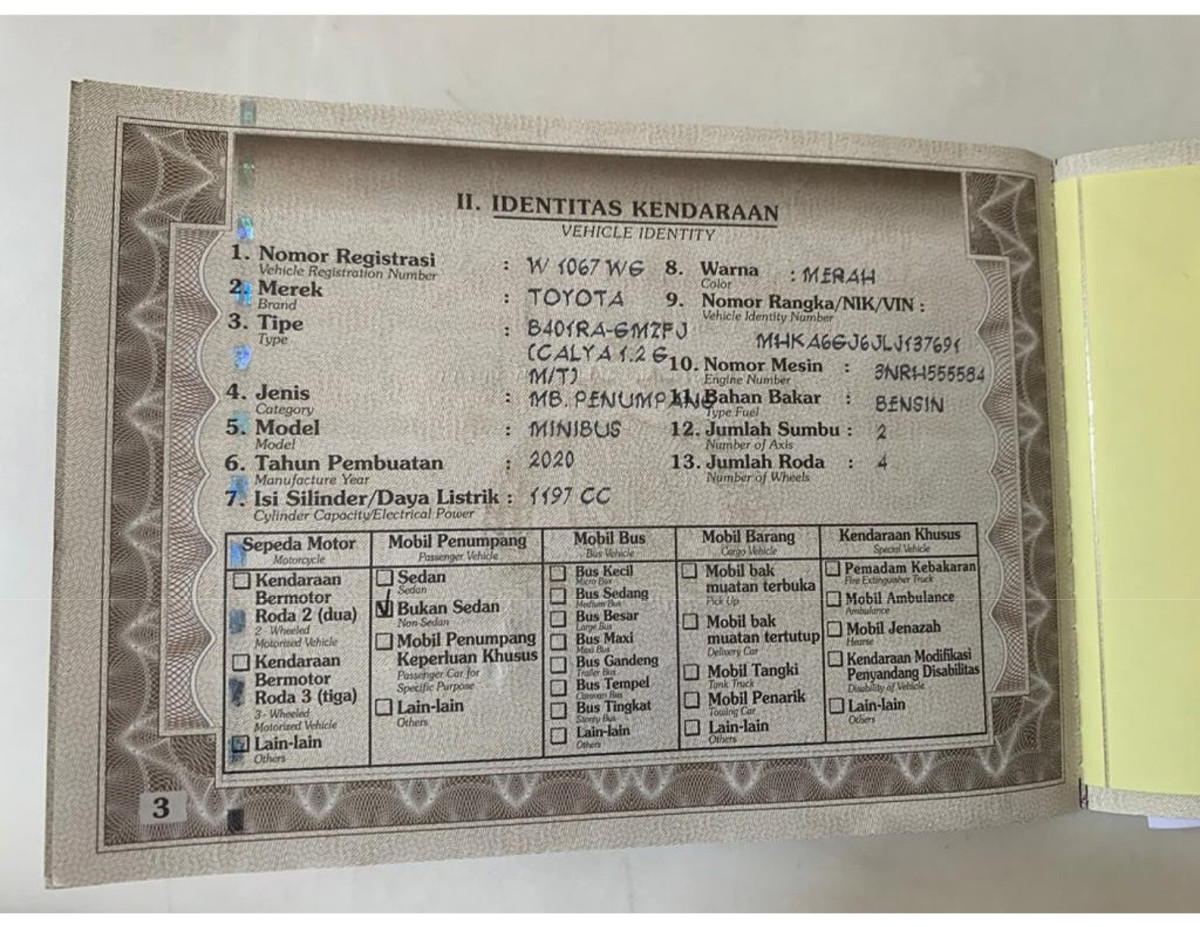 II. IDENTITAS KENDARAAN
VEHICLE IDENTITY
1. Nomor Registrasi : W 1067 WG
Vehicle Registration Number
2. Merek : TOYOTA
Brand
3. Tipe : B401RA-GMZFJ
Type
(CALYA 1.2 G
M/T)
4. Jenis : MB. PENUMPANG
Category
5. Model : MINIBUS
Model
6. Tahun Pembuatan : 2020
Manufacture Year
7. Isi Silinder/Daya Listrik : 1197 CC
Cylinder Capacity/Electrical Power
8. Warna : MERAH
Color
9. Nomor Rangka/NIK/VIN :
Vehicle Identity Number
MHKA6GJ6JLJ137691
10. Nomor Mesin : 3NRH555584
Engine Number
11. Bahan Bakar : BENSIN
Type Fuel
12. Jumlah Sumbu : 2
Number of Axis
13. Jumlah Roda : 4
Number of Wheels
Sepeda Motor
Motorcycle
Kendaraan
Bermotor
Roda 2 (dua)
2 - Wheeled
Motorized Vehicle
Kendaraan
Bermotor
Roda 3 (tiga)
3 - Wheeled
Motorized Vehicle
Lain-lain
Others
Mobil Penumpang
Passenger Vehicle
Sedan
Sedan
Bukan Sedan
Non-Sedan
Mobil Penumpang
Keperluan Khusus
Passenger Car for
Specific Purpose
Lain-lain
Others
Mobil Bus
Bus Vehicle
Bus Kecil
Micro Bus
Bus Sedang
Medium Bus
Bus Besar
Large Bus
Bus Maxi
Maxi Bus
Bus Gandeng
Trailer Bus
Bus Tempel
Caravan Bus
Bus Tingkat
Storey Bus
Lain-lain
Others
Mobil Barang
Cargo Vehicle
Mobil bak
muatan terbuka
Pick Up
Mobil bak
muatan tertutup
Delivery Car
Mobil Tangki
Tank Truck
Mobil Penarik
Towing Car
Lain-lain
Others
Kendaraan Khusus
Special Vehicle
Pemadam Kebakaran
Fire Extinguisher Truck
Mobil Ambulance
Ambulance
Mobil Jenazah
Hearse
Kendaraan Modifikasi
Penyandang Disabilitas
Disability of Vehicle
Lain-lain
Others
3